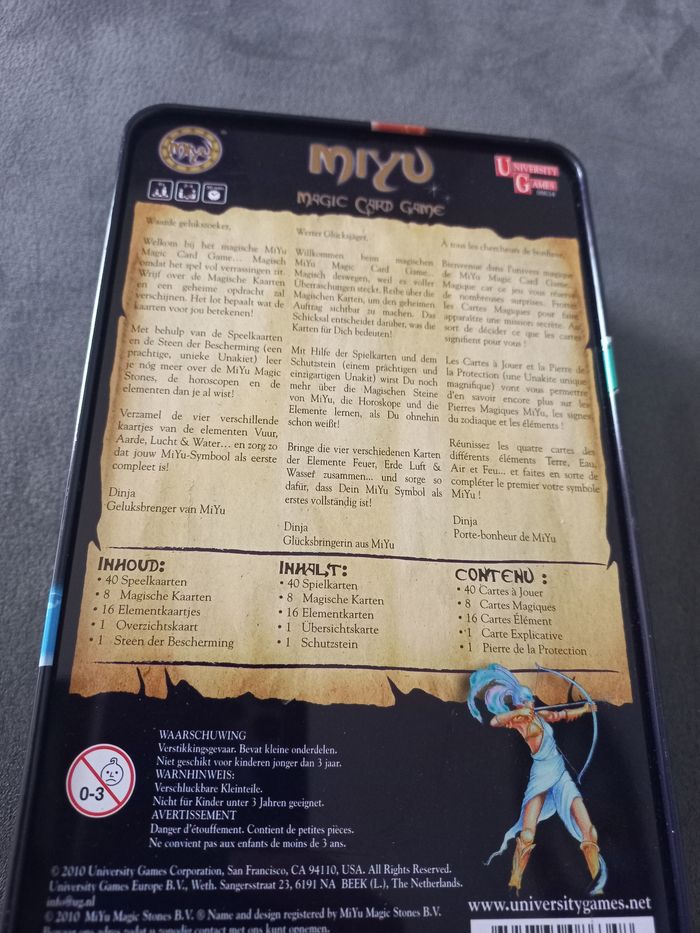 MIYU
MIYU
UNIVERSITY
GAMES
MAGIC CARD GAME
Waarde gelukszoeker,
Welkom bij het magische MiYu
Magic Card Game... Magisch
omdat het spel vol verrassingen zit.
Wrijf over de Magische Kaarten
en een geheime opdracht zal
verschijnen. Het lot bepaalt wat de
kaarten voor jou betekenen!
Met behulp van de Speelkaarten
en de Steen der Bescherming (een
prachtige, unieke Unakiet) leer
je nóg meer over de MiYu Magic
Stones, de horoscopen en de
elementen dan je al wist!
Verzamel de vier verschillende
kaartjes van de elementen Vuur,
Aarde, Lucht & Water... en zorg zo
dat jouw MiYu-Symbool als eerste
compleet is!
Dinja
Geluksbrenger van MiYu
Werter Glücksjäger,
Willkommen beim magischen
MiYu Magic Card Game...
Magisch deswegen, weil es voller
Überraschungen steckt. Reibe über die
Magischen Karten, um den geheimen
Auftrag sichtbar zu machen. Das
Schicksal entscheidet darüber, was die
Karten für Dich bedeuten!
Mit Hilfe der Spielkarten und dem
Schutzstein (einem prächtigen und
einzigartigen Unakit) wirst Du noch
mehr über die Magischen Steine
von MiYu, die Horoskope und die
Elemente lernen, als Du ohnehin
schon weißt!
Bringe die vier verschiedenen Karten
der Elemente Feuer, Erde Luft &
Wasser zusammen... und sorge so
dafür, dass Dein MiYu Symbol als
erstes vollständig ist!
Dinja
Glücksbringerin aus MiYu
À tous les chercheurs de bonheur,
Bienvenue dans l'univers magique
de MiYu Magic Card Game...
Magique car ce jeu vous réserve
de nombreuses surprises. Frottez
les Cartes Magiques pour faire
apparaître une mission secrète. Au
sort de décider ce que les cartes
signifient pour vous !
Les Cartes à Jouer et la Pierre de
la Protection (une Unakite unique
magnifique) vont vous permettre
d'en savoir encore plus sur les
Pierres Magiques MiYu, les signes
du zodiaque et les éléments !
Réunissez les quatre cartes des
différents éléments Terre, Eau,
Air et Feu... et faites en sorte de
compléter le premier votre symbole
MiYu !
Dinja
Porte-bonheur de MiYu
INHOUD:
• 40 Speelkaarten
• 8 Magische Kaarten
• 16 Elementkaartjes
• 1 Overzichtskaart
• 1 Steen der Bescherming
INHALT:
• 40 Spielkarten
• 8 Magische Karten
• 16 Elementkarten
• 1 Übersichtskarte
• 1 Schutzstein
CONTENU :
• 40 Cartes à Jouer
• 8 Cartes Magiques
• 16 Cartes Élément
• 1 Carte Explicative
• 1 Pierre de la Protection
0-3
WAARSCHUWING
Verstikkingsgevaar. Bevat kleine onderdelen.
Niet geschikt voor kinderen jonger dan 3 jaar.
WARNHINWEIS:
Verschluckbare Kleinteile.
Nicht für Kinder unter 3 Jahren geeignet.
AVERTISSEMENT
Danger d'étouffement. Contient de petites pièces.
Ne convient pas aux enfants de moins de 3 ans.
© 2010 University Games Corporation, San Francisco, CA 94110, USA. All Rights Reserved.
University Games Europe B.V., Weth. Sangersstraat 23, 6191 NA BEEK (L.), The Netherlands.
info@ug.nl
© 2010 MiYu Magic Stones B.V. ® Name and design registered by MiYu Magic Stones B.V.
Bewaar ons adres zodat u zonodig contact met ons kunt opnemen.
www.universitygames.net